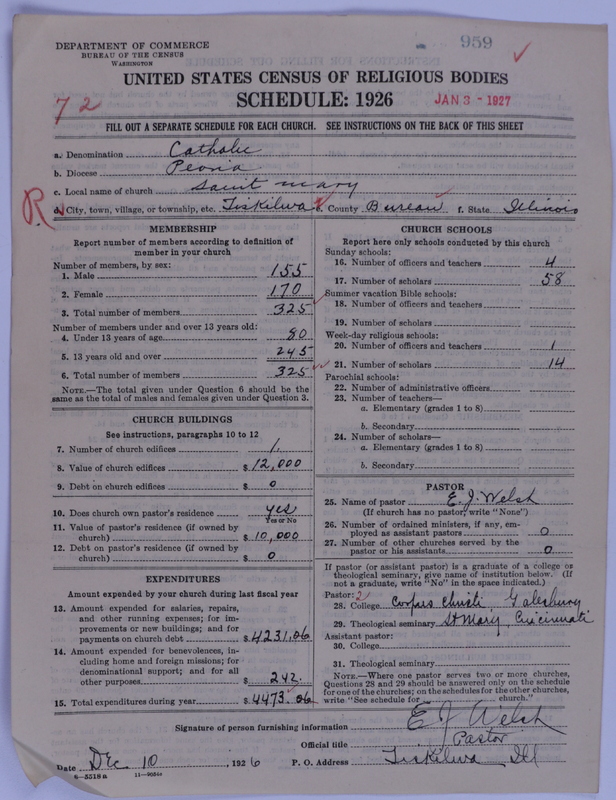 959
DEPARTMENT OF COMMERCE
BUREAU OF THE CENSUS
WASHINGTON
UNITED STATES CENSUS OF RELIGIOUS BODIES
72
SCHEDULE: 1926
JAN 3 - 1927
FILL OUT A SEPARATE SCHEDULE FOR EACH CHURCH. SEE INSTRUCTIONS ON THE BACK OF THIS SHEET
a. Denomination Catholic
b. Diocese Peoria
c. Local name of church Saint Mary
R
d. City, town, village, or township, etc. Tiskilwa e. County Bureau f. State Illinois
MEMBERSHIP
Report number of members according to definition of
member in your church
Number of members, by sex:
1. Male 155
2. Female 170
3. Total number of members 325
Number of members under and over 13 years old:
4. Under 13 years of age 80
5. 13 years old and over 245
6. Total number of members 325
NOTE.—The total given under Question 6 should be the
same as the total of males and females given under Question 3.
CHURCH BUILDINGS
See instructions, paragraphs 10 to 12
7. Number of church edifices 1.
8. Value of church edifices $ 12,000
9. Debt on church edifices $ 0
10. Does church own pastor's residence yes
Yes or No
11. Value of pastor's residence (if owned by
church) $ 10,000
12. Debt on pastor's residence (if owned by
church) $ 0
EXPENDITURES
Amount expended by your church during last fiscal year
13. Amount expended for salaries, repairs,
and other running expenses; for im-
provements or new buildings; and for
payments on church debt $ 4231.06
14. Amount expended for benevolences, in-
cluding home and foreign missions; for
denominational support; and for all
other purposes $ 242.
15. Total expenditures during year $ 4473.06
CHURCH SCHOOLS
Report here only schools conducted by this church
Sunday schools:
16. Number of officers and teachers 4
17. Number of scholars 58
Summer vacation Bible schools:
18. Number of officers and teachers
19. Number of scholars
Week-day religious schools:
20. Number of officers and teachers 1
21. Number of scholars 14
Parochial schools:
22. Number of administrative officers
23. Number of teachers—
a. Elementary (grades 1 to 8)
b. Secondary
24. Number of scholars—
a. Elementary (grades 1 to 8)
b. Secondary
PASTOR
25. Name of pastor E. J. Welsh
(If church has no pastor, write "None")
26. Number of ordained ministers, if any, em-
ployed as assistant pastors 0
27. Number of other churches served by the
pastor or his assistants 0
If pastor (or assistant pastor) is a graduate of a college or
theological seminary, give name of institution below. (If
not a graduate, write "No" in the space indicated.)
Pastor: 2
28. College Corpus Christi Galesburg
29. Theological seminary St Mary Cincinnati
Assistant pastor:
30. College
31. Theological seminary
NOTE.—Where one pastor serves two or more churches,
Questions 28 and 29 should be answered only on the schedule
for one of the churches; on the schedules for the other churches,
write "See schedule for church."
Signature of person furnishing information E J Welsh
Official title Pastor
Date Dec 10, 1926 P. O. Address Tiskilwa Ill